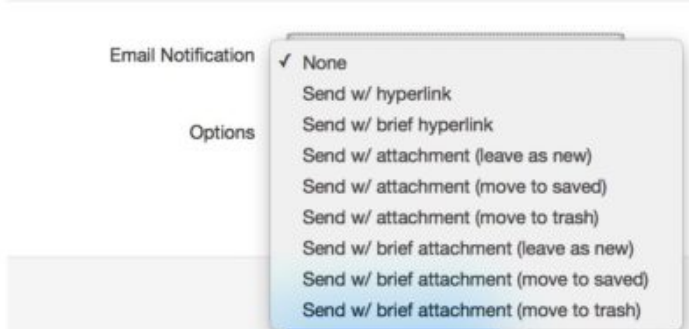 Email Notification
✓ None
Send w/ hyperlink
Send w/ brief hyperlink
Options
Send w/ attachment (leave as new)
Send w/ attachment (move to saved)
Send w/ attachment (move to trash)
Send w/ brief attachment (leave as new)
Send w/ brief attachment (move to saved)
Send w/ brief attachment (move to trash)